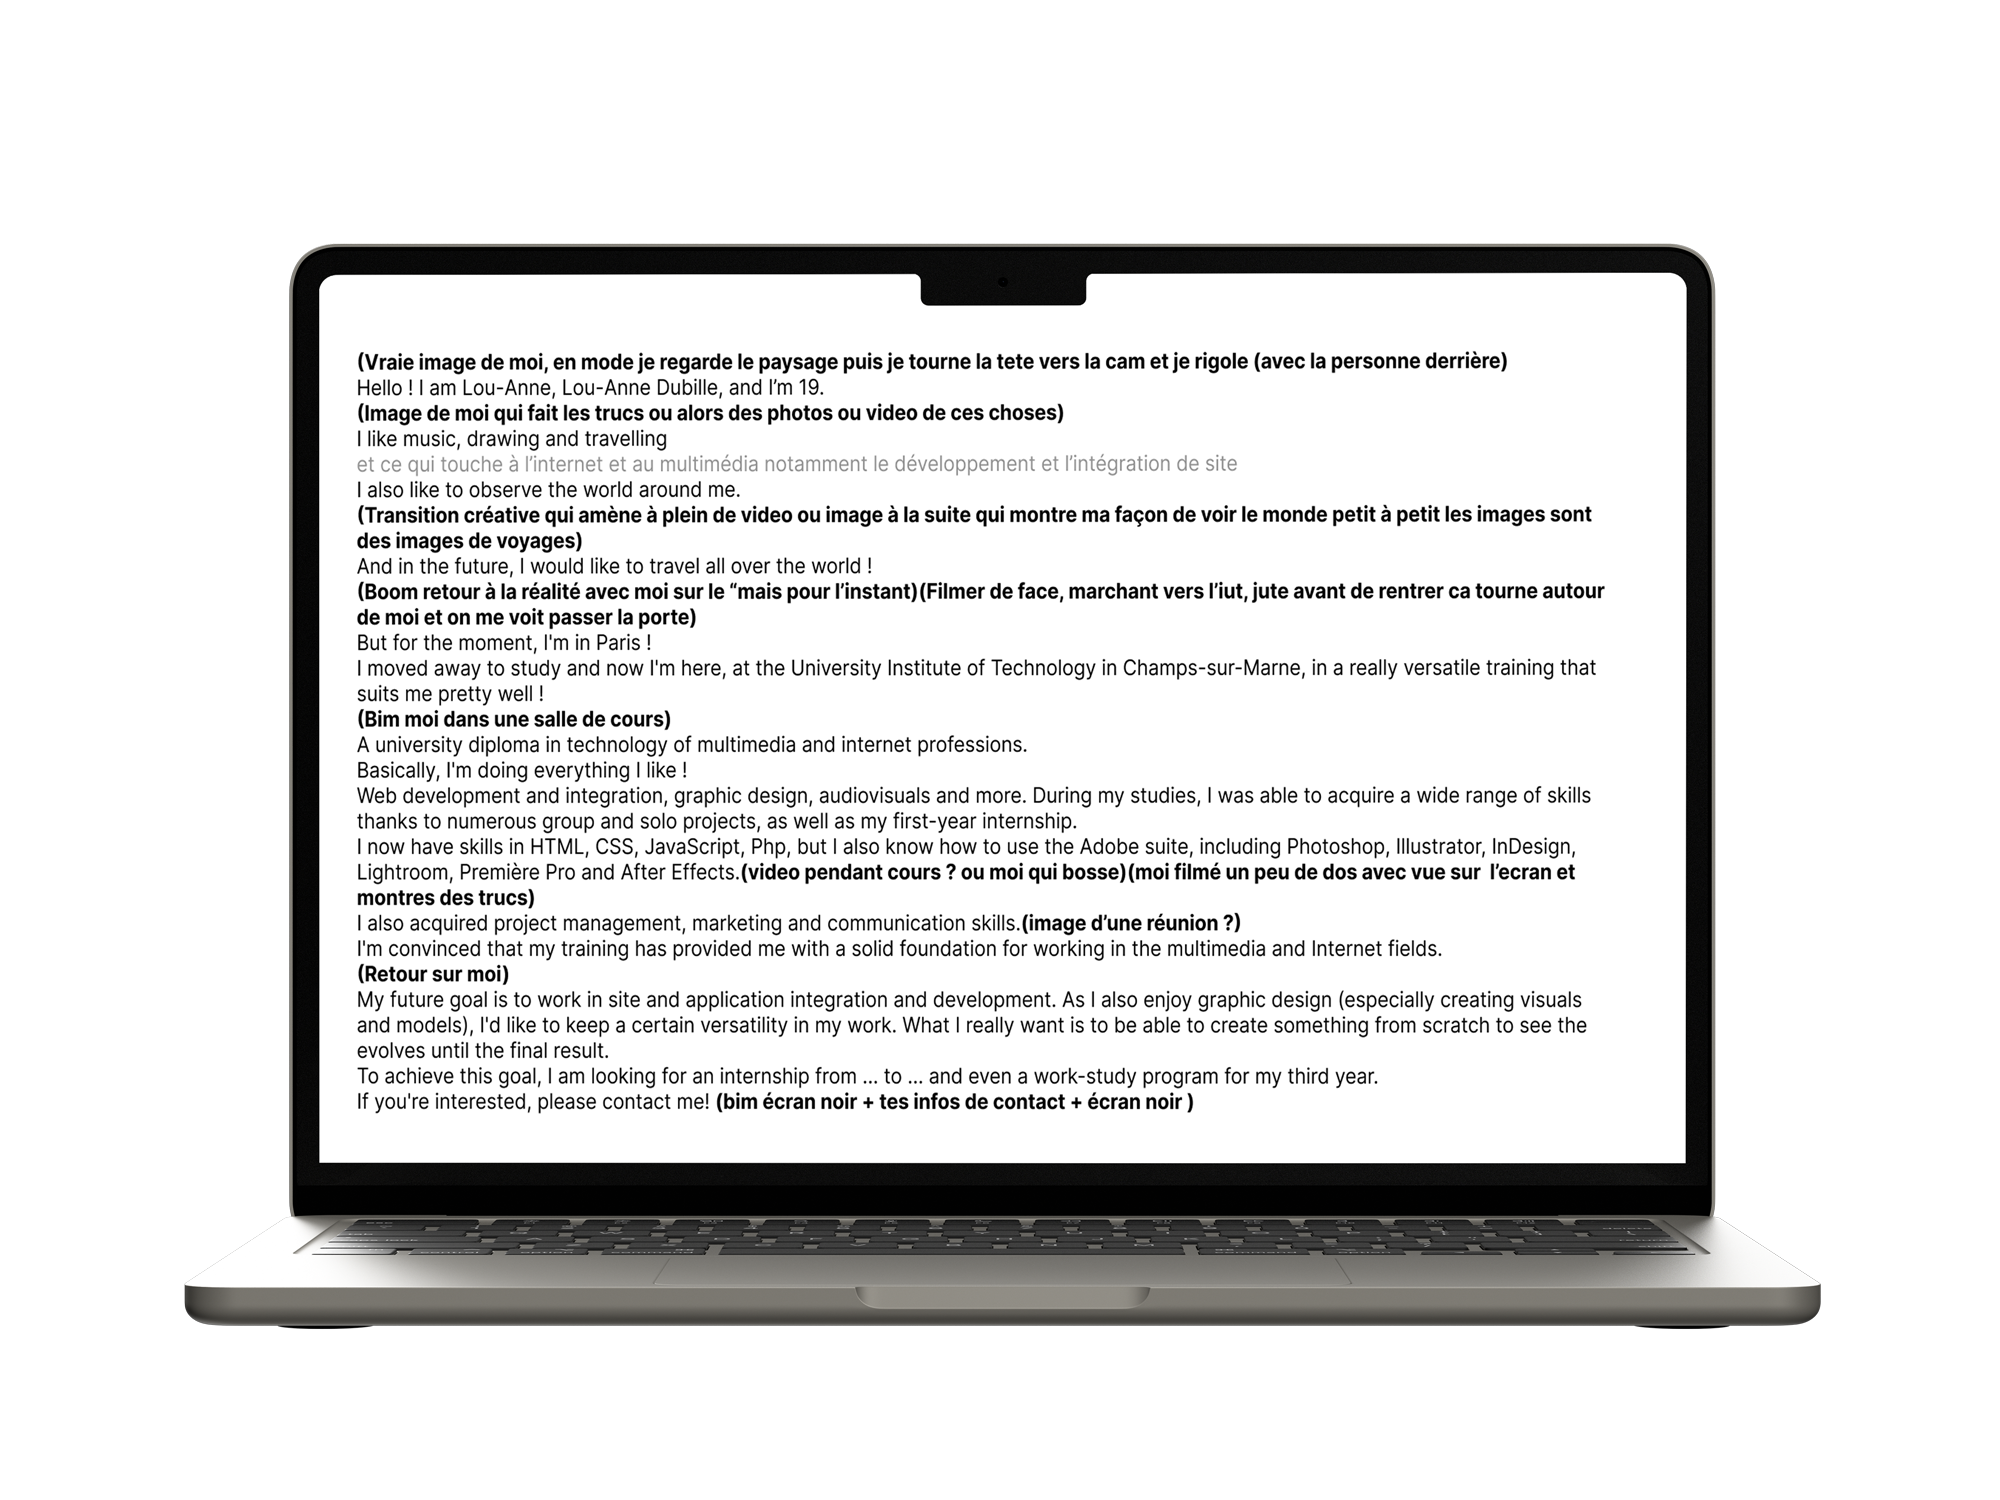 (Vraie image de moi, en mode je regarde le paysage puis je tourne la tete vers la cam et je rigole (avec la personne derrière)
Hello ! I am Lou-Anne, Lou-Anne Dubille, and I’m 19.
(Image de moi qui fait les trucs ou alors des photos ou video de ces choses)
I like music, drawing and travelling
et ce qui touche à l’internet et au multimédia notamment le développement et l’intégration de site
I also like to observe the world around me.
(Transition créative qui amène à plein de video ou image à la suite qui montre ma façon de voir le monde petit à petit les images sont
des images de voyages)
And in the future, I would like to travel all over the world !
(Boom retour à la réalité avec moi sur le “mais pour l’instant)(Filmer de face, marchant vers l’iut, jute avant de rentrer ca tourne autour
de moi et on me voit passer la porte)
But for the moment, I'm in Paris !
I moved away to study and now I'm here, at the University Institute of Technology in Champs-sur-Marne, in a really versatile training that
suits me pretty well !
(Bim moi dans une salle de cours)
A university diploma in technology of multimedia and internet professions.
Basically, I'm doing everything I like !
Web development and integration, graphic design, audiovisuals and more. During my studies, I was able to acquire a wide range of skills
thanks to numerous group and solo projects, as well as my first-year internship.
I now have skills in HTML, CSS, JavaScript, Php, but I also know how to use the Adobe suite, including Photoshop, Illustrator, InDesign,
Lightroom, Première Pro and After Effects.(video pendant cours ? ou moi qui bosse)(moi filmé un peu de dos avec vue sur  l’ecran et
montres des trucs)
I also acquired project management, marketing and communication skills.(image d’une réunion ?)
I'm convinced that my training has provided me with a solid foundation for working in the multimedia and Internet fields.
(Retour sur moi)
My future goal is to work in site and application integration and development. As I also enjoy graphic design (especially creating visuals
and models), I'd like to keep a certain versatility in my work. What I really want is to be able to create something from scratch to see the
evolves until the final result.
To achieve this goal, I am looking for an internship from ... to ... and even a work-study program for my third year.
If you're interested, please contact me! (bim écran noir + tes infos de contact + écran noir )